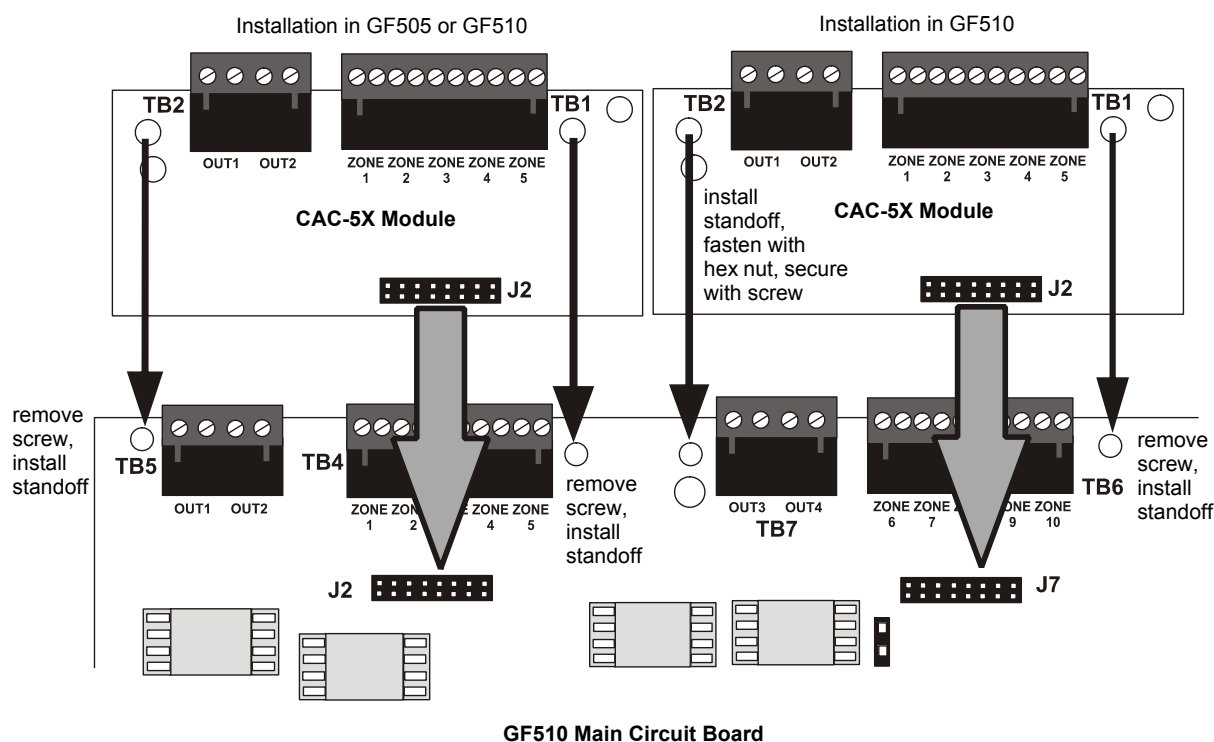 Installation in GF505 or GF510
TB2
TB1
OUT1 OUT2
ZONE ZONE ZONE ZONE ZONE
1 2 3 4 5
CAC-5X Module
J2
Installation in GF510
TB2
TB1
OUT1 OUT2
ZONE ZONE ZONE ZONE ZONE
1 2 3 4 5
install
standoff,
fasten with
hex nut, secure
with screw
CAC-5X Module
J2
remove
screw,
install
standoff
TB5
OUT1 OUT2
TB4
ZONE ZONE ZONE
1 2 4 5
remove
screw,
install
standoff
J2
OUT3 OUT4
TB7
ZONE ZONE ZONE
6 7 9 10
TB6
remove
screw,
install
standoff
J7
GF510 Main Circuit Board